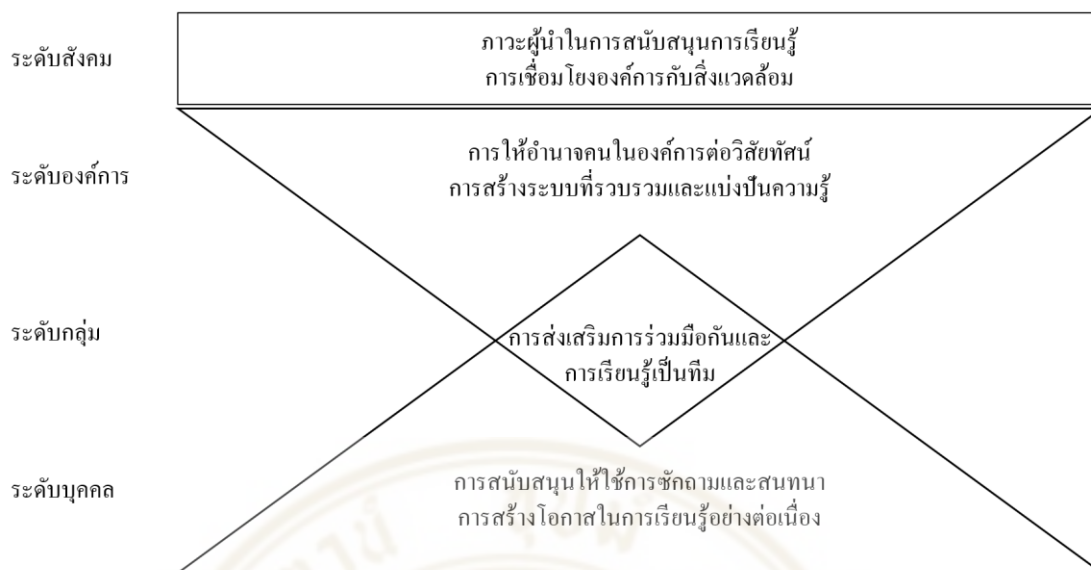 ระดับสังคม
ภาวะผู้นำในการสนับสนุนการเรียนรู้
การเชื่อมโยงองค์การกับสิ่งแวดล้อม
ระดับองค์การ
การให้อำนาจคนในองค์การต่อวิสัยทัศน์
การสร้างระบบที่รวบรวมและแบ่งปันความรู้
ระดับกลุ่ม
การส่งเสริมการร่วมมือกันและ
การเรียนรู้เป็นทีม
ระดับบุคคล
การสนับสนุนให้ใช้การซักถามและสนทนา
การสร้างโอกาสในการเรียนรู้อย่างต่อเนื่อง